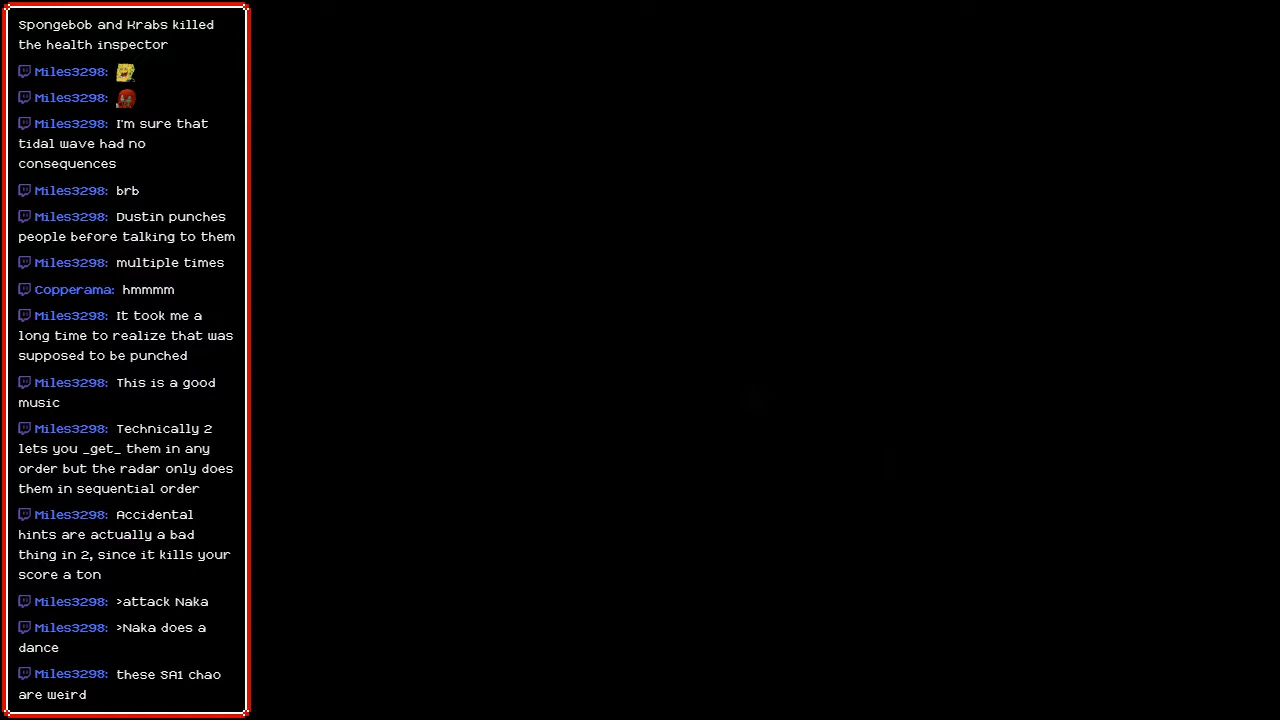 Spongebob and Krabs killed
the health inspector
Miles3298:
Miles3298:
Miles3298: I'm sure that
tidal wave had no
consequences
Miles3298: brb
Miles3298: Dustin punches
people before talking to them
Miles3298: multiple times
Copperama: hmmmm
Miles3298: It took me a
long time to realize that was
supposed to be punched
Miles3298: This is a good
music
Miles3298: Technically 2
lets you _get_ them in any
order but the radar only does
them in sequential order
Miles3298: Accidental
hints are actually a bad
thing in 2, since it kills your
score a ton
Miles3298: >attack Naka
Miles3298: >Naka does a
dance
Miles3298: these SA1 chao
are weird